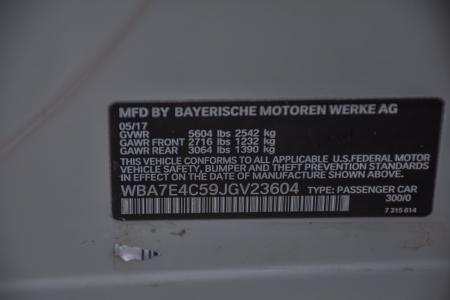 MFD BY BAYERISCHE MOTOREN WERKE AG
05/17
GVWR 5604 lbs 2542 kg
GAWR FRONT 2716 lbs 1232 kg
GAWR REAR 3064 lbs 1390 kg
THIS VEHICLE CONFORMS TO ALL APPLICABLE U.S.FEDERAL MOTOR
VEHICLE SAFETY, BUMPER AND THEFT PREVENTION STANDARDS
IN EFFECT ON THE DATE OF MANUFACTURE SHOWN ABOVE.
WBA7E4C59JGV23604 TYPE: PASSENGER CAR
300/0
7 315 614